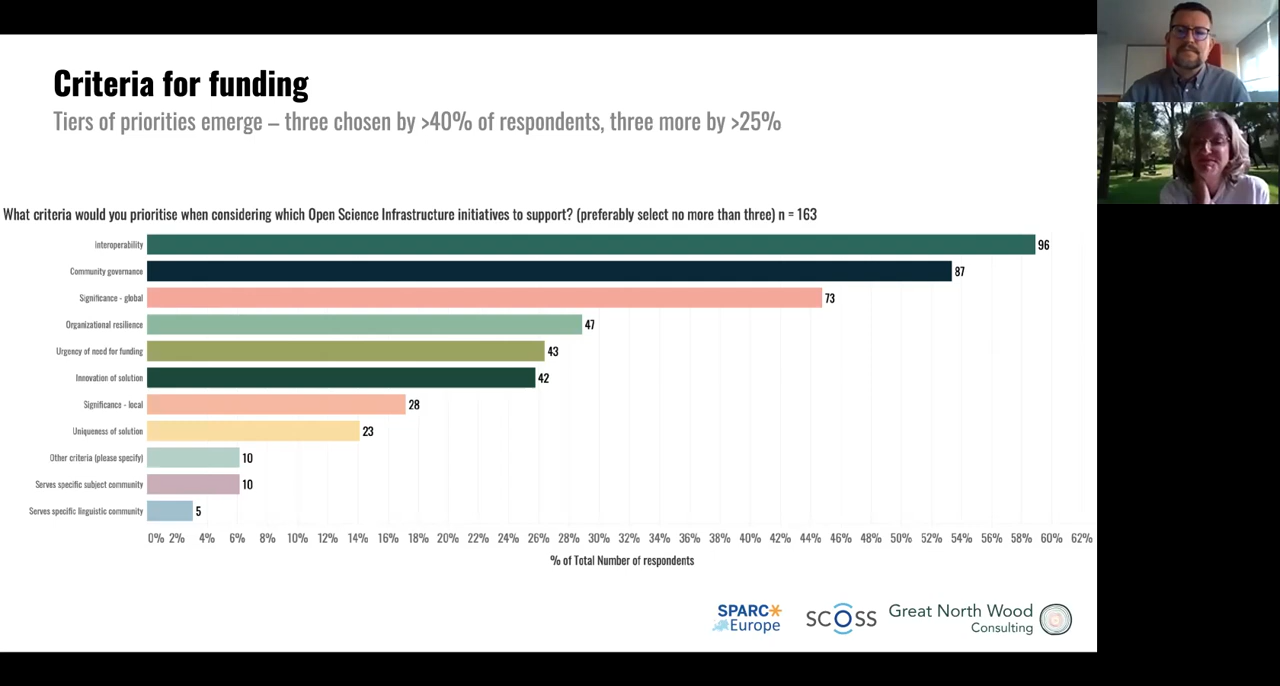 Criteria for funding
Tiers of priorities emerge – three chosen by >40% of respondents, three more by >25%
What criteria would you prioritise when considering which Open Science Infrastructure initiatives to support? (preferably select no more than three) n = 163
Interoperability 96
Community governance 87
Significance - global 73
Organizational resilience 47
Urgency of need for funding 43
Innovation of solution 42
Significance - local 28
Uniqueness of solution 23
Other criteria (please specify) 10
Serves specific subject community 10
Serves specific linguistic community 5
0% 2% 4% 6% 8% 10% 12% 14% 16% 18% 20% 22% 24% 26% 28% 30% 32% 34% 36% 38% 40% 42% 44% 46% 48% 50% 52% 54% 56% 58% 60% 62%
% of Total Number of respondents
SPARC Europe
SCOSS
Great North Wood
Consulting